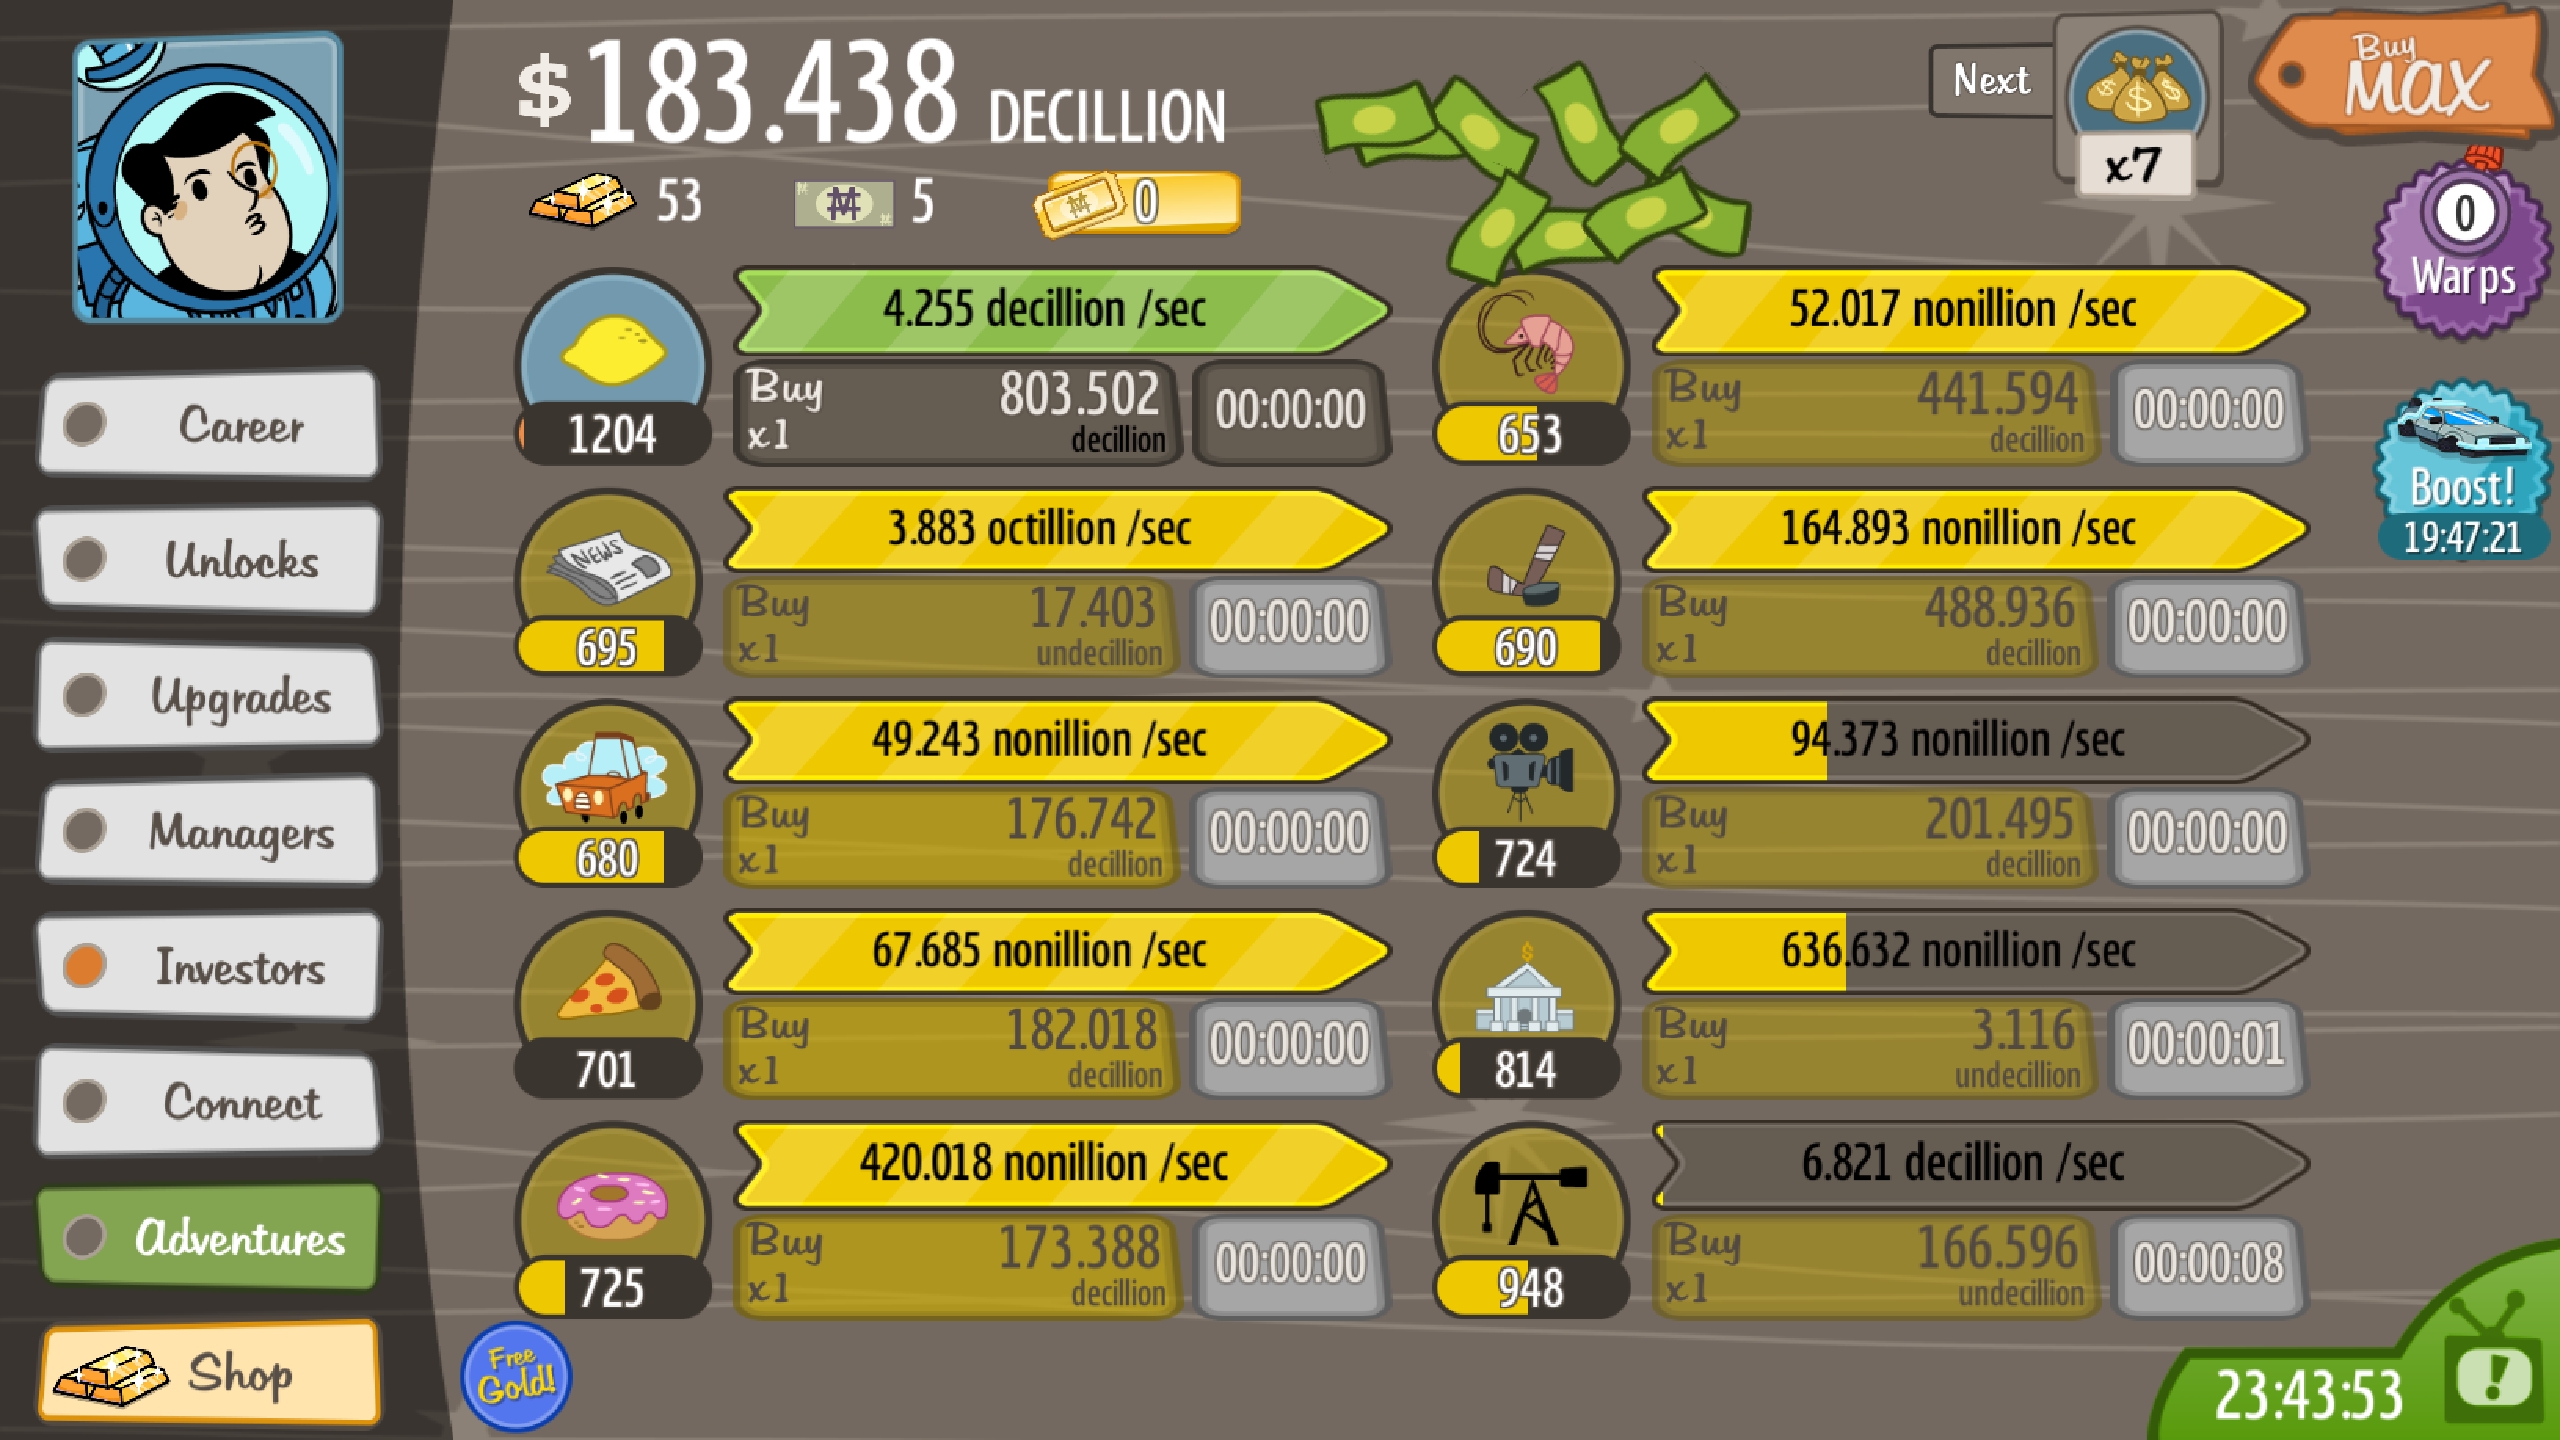 $183.438 DECILLION
53
5
0
Next
x7
Buy
MAX
0
Warps
Boost!
19:47:21
Career
Unlocks
Upgrades
Managers
Investors
Connect
Adventures
Shop
1204
4.255 decillion /sec
Buy
x1
803.502
decillion
00:00:00
653
52.017 nonillion /sec
Buy
x1
441.594
decillion
00:00:00
NEWS
695
3.883 octillion /sec
Buy
x1
17.403
undecillion
00:00:00
690
164.893 nonillion /sec
Buy
x1
488.936
decillion
00:00:00
680
49.243 nonillion /sec
Buy
x1
176.742
decillion
00:00:00
724
94.373 nonillion /sec
Buy
x1
201.495
decillion
00:00:00
701
67.685 nonillion /sec
Buy
x1
182.018
decillion
00:00:00
814
636.632 nonillion /sec
Buy
x1
3.116
undecillion
00:00:01
725
420.018 nonillion /sec
Buy
x1
173.388
decillion
00:00:00
948
6.821 decillion /sec
Buy
x1
166.596
undecillion
00:00:08
Free
Gold!
23:43:53